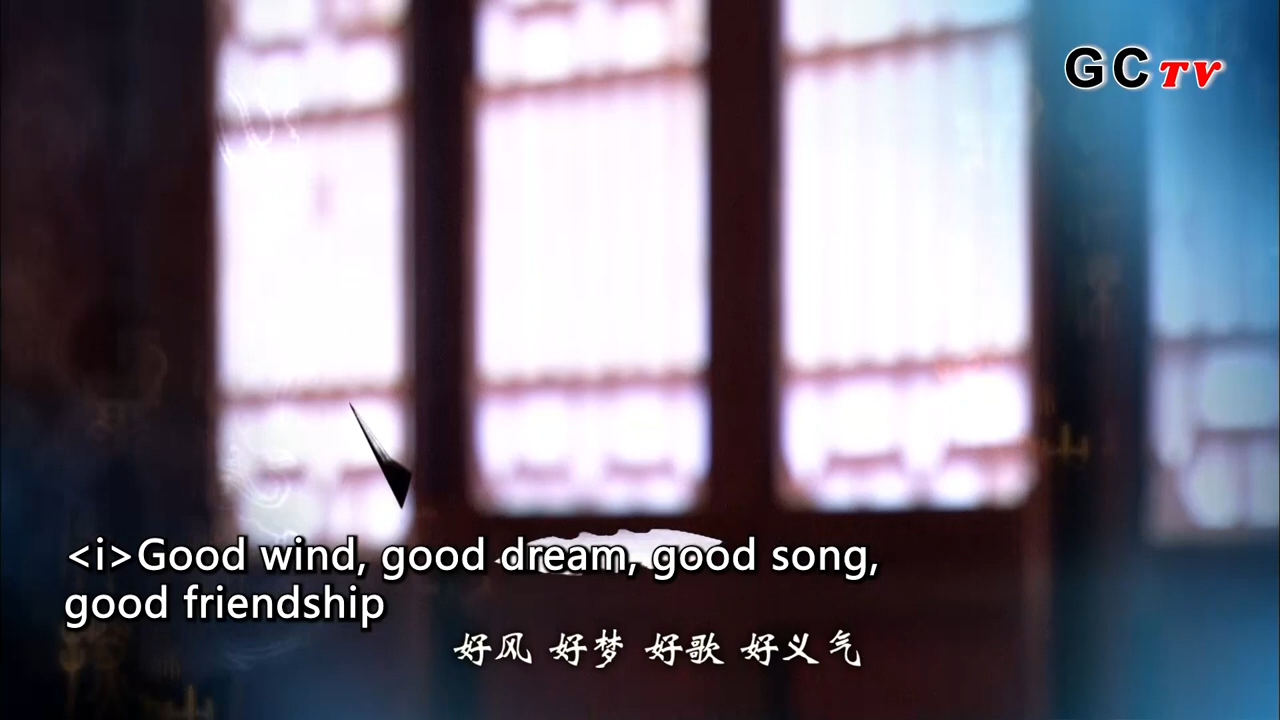 GCTV
<i>Good wind, good dream, good song,
good friendship
好风 好梦 好歌 好义气